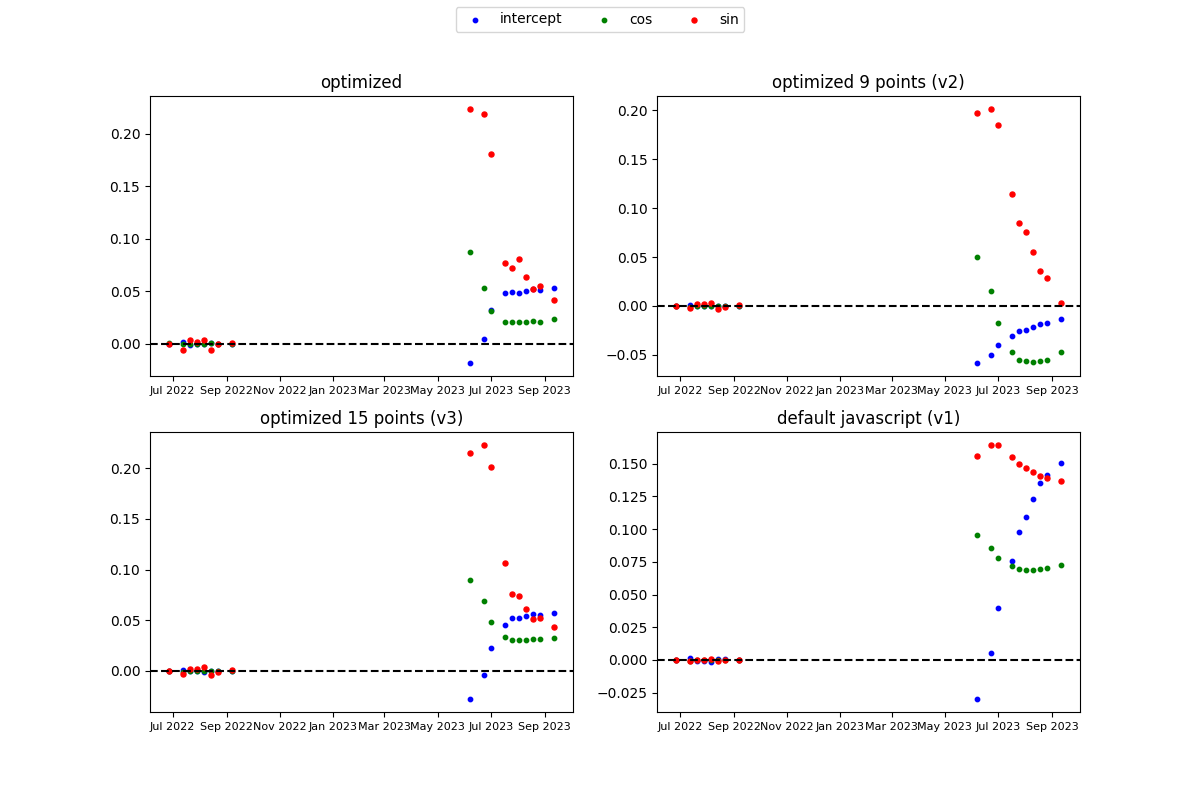 intercept cos sin
optimized
0.20
0.15
0.10
0.05
0.00
Jul 2022 Sep 2022 Nov 2022 Jan 2023 Mar 2023 May 2023 Jul 2023 Sep 2023
optimized 9 points (v2)
0.20
0.15
0.10
0.05
0.00
−0.05
Jul 2022 Sep 2022 Nov 2022 Jan 2023 Mar 2023 May 2023 Jul 2023 Sep 2023
optimized 15 points (v3)
0.20
0.15
0.10
0.05
0.00
Jul 2022 Sep 2022 Nov 2022 Jan 2023 Mar 2023 May 2023 Jul 2023 Sep 2023
default javascript (v1)
0.150
0.125
0.100
0.075
0.050
0.025
0.000
−0.025
Jul 2022 Sep 2022 Nov 2022 Jan 2023 Mar 2023 May 2023 Jul 2023 Sep 2023